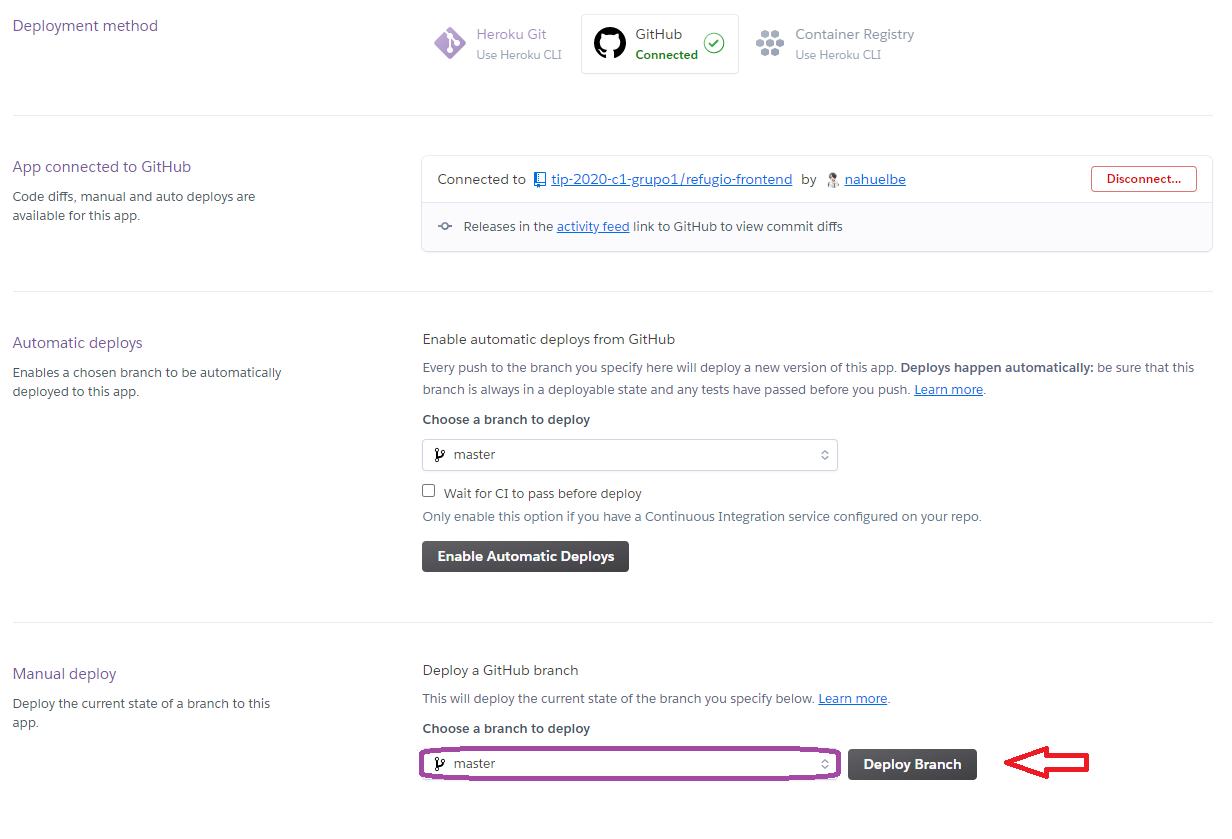 Deployment method
Heroku Git
Use Heroku CLI
GitHub
Connected
Container Registry
Use Heroku CLI
App connected to GitHub
Code diffs, manual and auto deploys are
available for this app.
Connected to tip-2020-c1-grupo1/refugio-frontend by nahuelbe
Disconnect...
Releases in the activity feed link to GitHub to view commit diffs
Automatic deploys
Enables a chosen branch to be automatically
deployed to this app.
Enable automatic deploys from GitHub
Every push to the branch you specify here will deploy a new version of this app. Deploys happen automatically: be sure that this
branch is always in a deployable state and any tests have passed before you push. Learn more.
Choose a branch to deploy
master
Wait for CI to pass before deploy
Only enable this option if you have a Continuous Integration service configured on your repo.
Enable Automatic Deploys
Manual deploy
Deploy the current state of a branch to this
app.
Deploy a GitHub branch
This will deploy the current state of the branch you specify below. Learn more.
Choose a branch to deploy
master
Deploy Branch